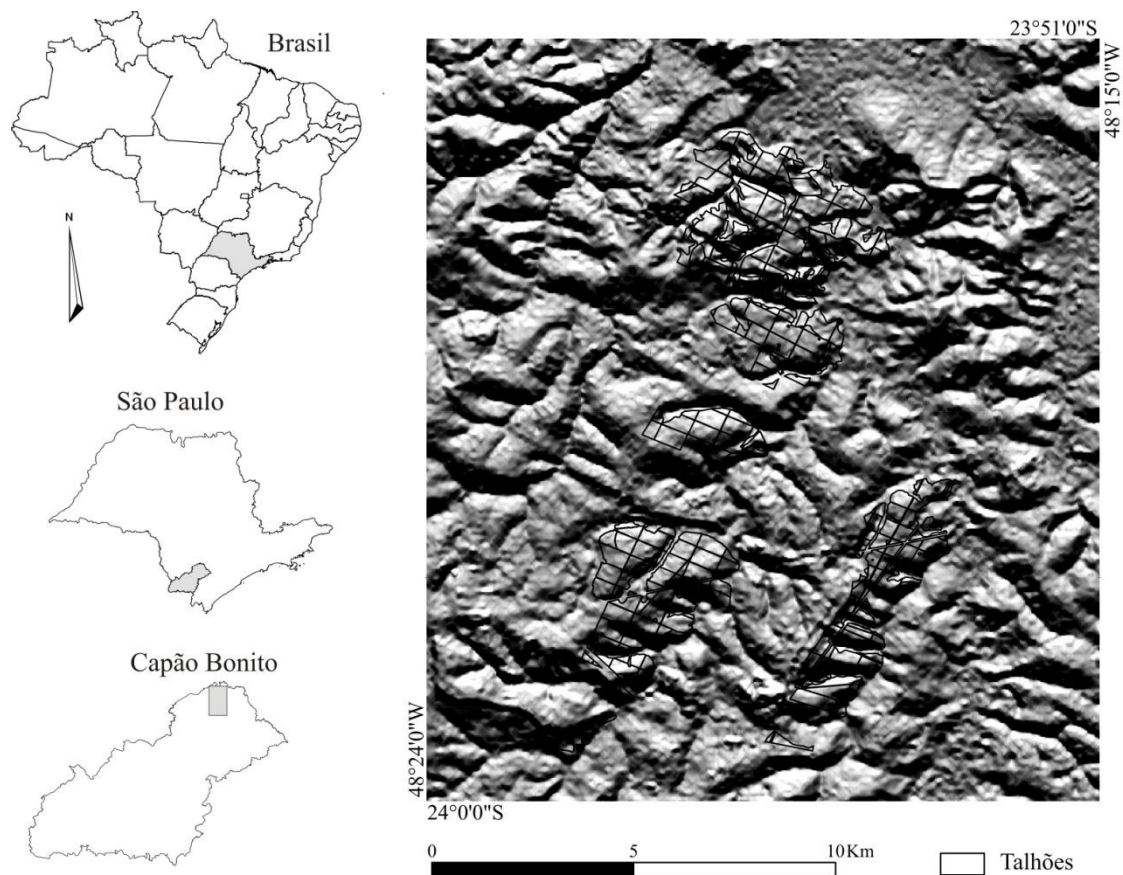 Brasil
N
São Paulo
Capão Bonito
23°51'0"S
48°15'0"W
48°24'0"W
24°0'0"S
0 5 10Km
Talhões